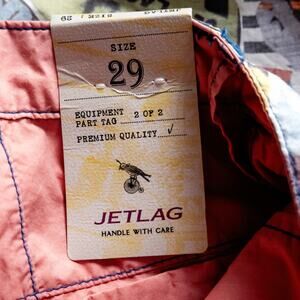 SIZE
29
EQUIPMENT
PART TAG 2 OF 2
PREMIUM QUALITY ✓
JETLAG
HANDLE WITH CARE